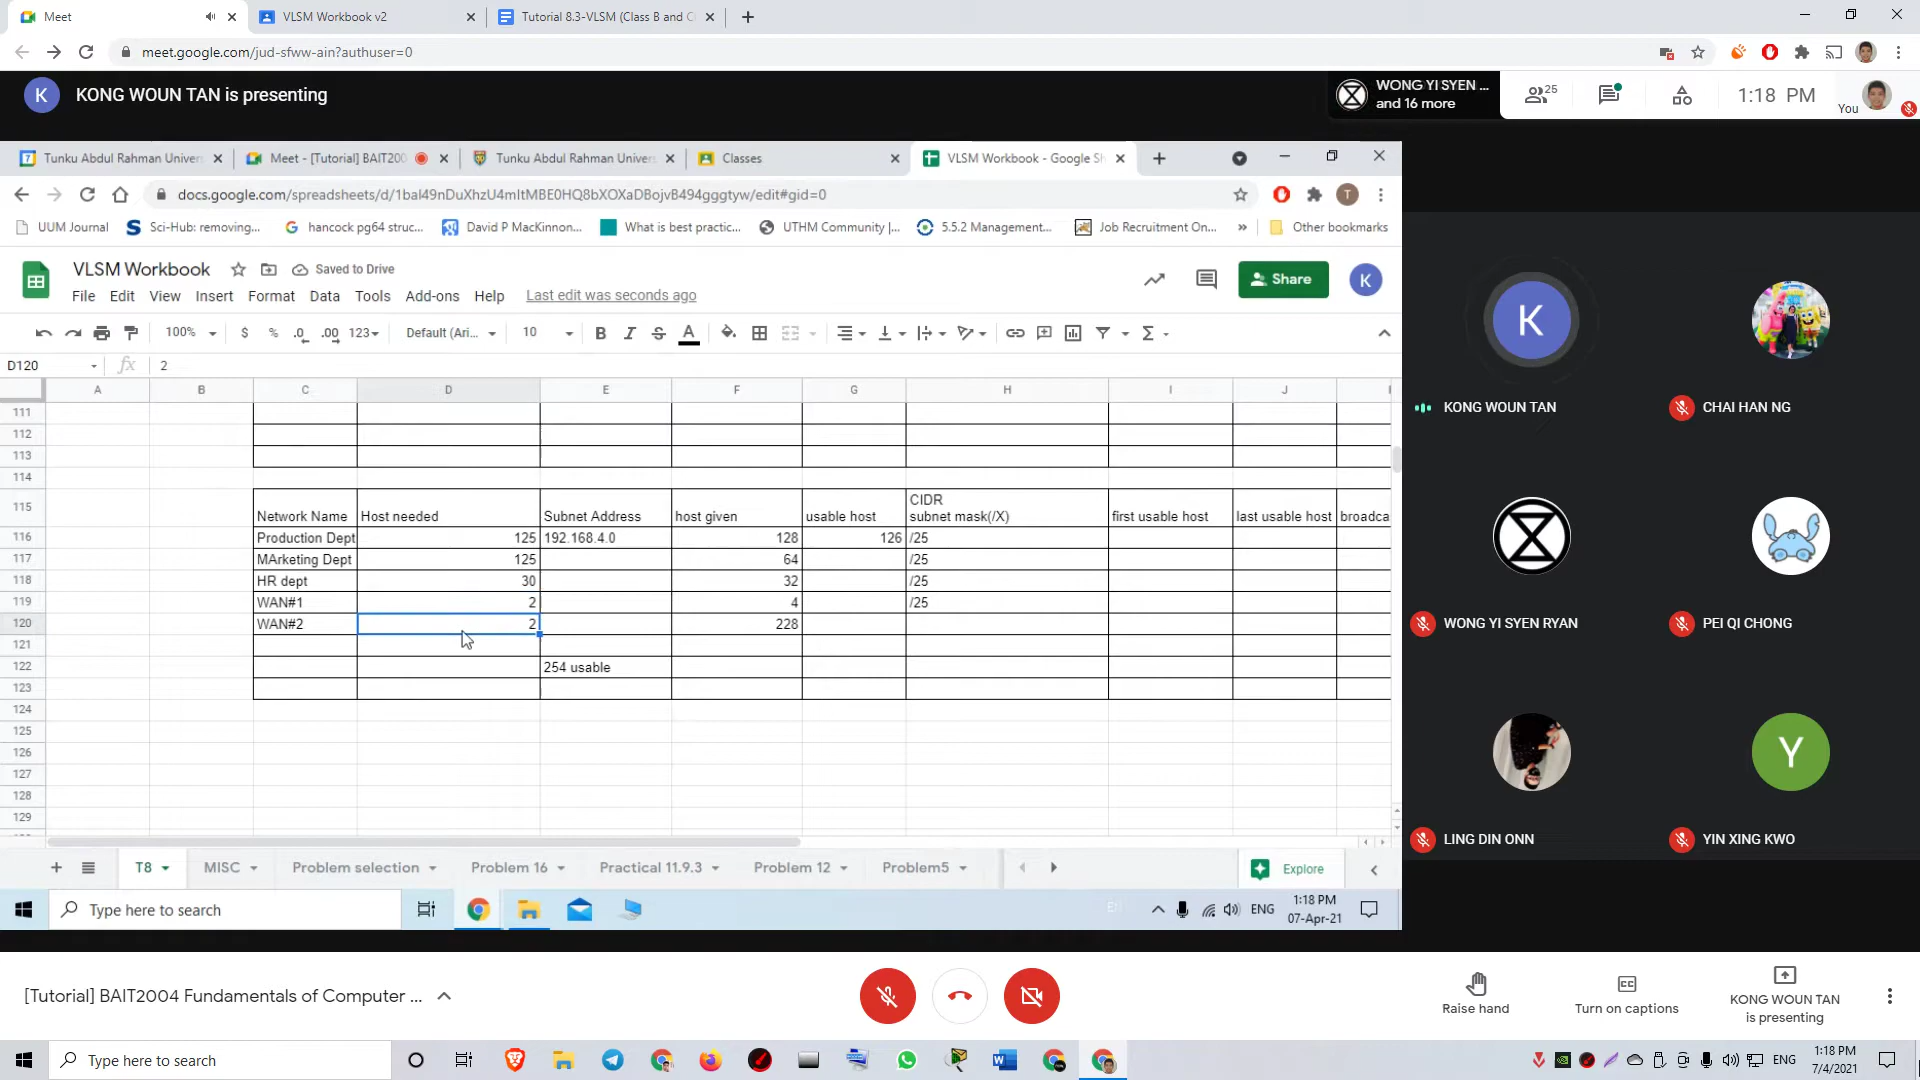 Meet
VLSM Workbook v2
Tutorial 8.3-VLSM (Class B and C
meet.google.com/jud-sfww-ain?authuser=0
K
KONG WOUN TAN is presenting
WONG YI SYEN ...
and 16 more
25
1:18 PM
You
Tunku Abdul Rahman Univers
Meet - [Tutorial] BAIT200
Tunku Abdul Rahman Univers
Classes
VLSM Workbook - Google Sh
docs.google.com/spreadsheets/d/1bal49nDuXhzU4mItMBE0HQ8bXOXaDBojvB494gggtyw/edit#gid=0
T
UUM Journal
Sci-Hub: removing...
hancock pg64 struc...
David P MacKinnon...
What is best practic...
UTHM Community |...
5.5.2 Management...
Job Recruitment On...
»
Other bookmarks
VLSM Workbook
Saved to Drive
Share
K
File Edit View Insert Format Data Tools Add-ons Help
Last edit was seconds ago
100% $ % .0 .00 123 Default (Ari... 10 B I S A
D120 fx 2
A B C D E F G H I J
111
112
113
114
115 Network Name Host needed Subnet Address host given usable host CIDR
subnet mask(/X) first usable host last usable host broadca
116 Production Dept 125 192.168.4.0 128 126 /25
117 MArketing Dept 125 64 /25
118 HR dept 30 32 /25
119 WAN#1 2 4 /25
120 WAN#2 2 228
121
122 254 usable
123
124
125
126
127
128
129
T8 MISC Problem selection Problem 16 Practical 11.9.3 Problem 12 Problem5
Explore
Type here to search
ENG
1:18 PM
07-Apr-21
K
KONG WOUN TAN
CHAI HAN NG
WONG YI SYEN RYAN
PEI QI CHONG
Y
LING DIN ONN
YIN XING KWO
[Tutorial] BAIT2004 Fundamentals of Computer ...
Raise hand
Turn on captions
KONG WOUN TAN
is presenting
Type here to search
ENG
1:18 PM
7/4/2021